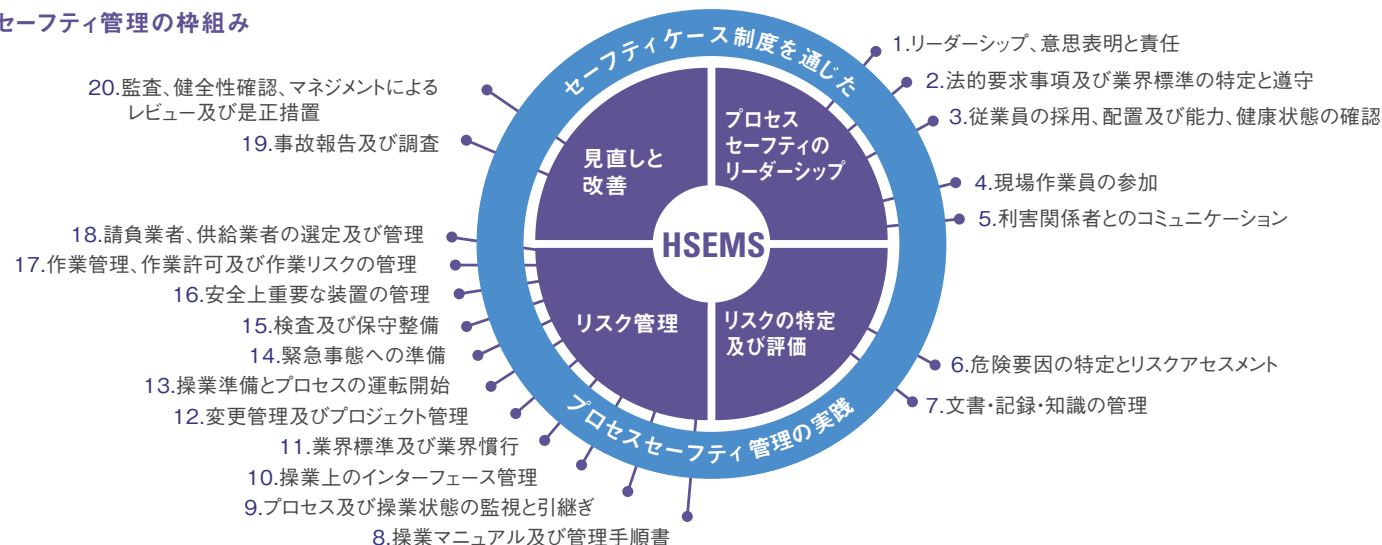 セーフティ管理の枠組み
セーフティケース制度を通じた
プロセスセーフティ管理の実践
HSEMS
プロセス
セーフティの
リーダーシップ
リスクの特定
及び評価
リスク管理
見直しと
改善
1.リーダーシップ、意思表明と責任
2.法的要求事項及び業界標準の特定と遵守
3.従業員の採用、配置及び能力、健康状態の確認
4.現場作業員の参加
5.利害関係者とのコミュニケーション
6.危険要因の特定とリスクアセスメント
7.文書・記録・知識の管理
8.操業マニュアル及び管理手順書
9.プロセス及び操業状態の監視と引継ぎ
10.操業上のインターフェース管理
11.業界標準及び業界慣行
12.変更管理及びプロジェクト管理
13.操業準備とプロセスの運転開始
14.緊急事態への準備
15.検査及び保守整備
16.安全上重要な装置の管理
17.作業管理、作業許可及び作業リスクの管理
18.請負業者、供給業者の選定及び管理
19.事故報告及び調査
20.監査、健全性確認、マネジメントによる
レビュー及び是正措置